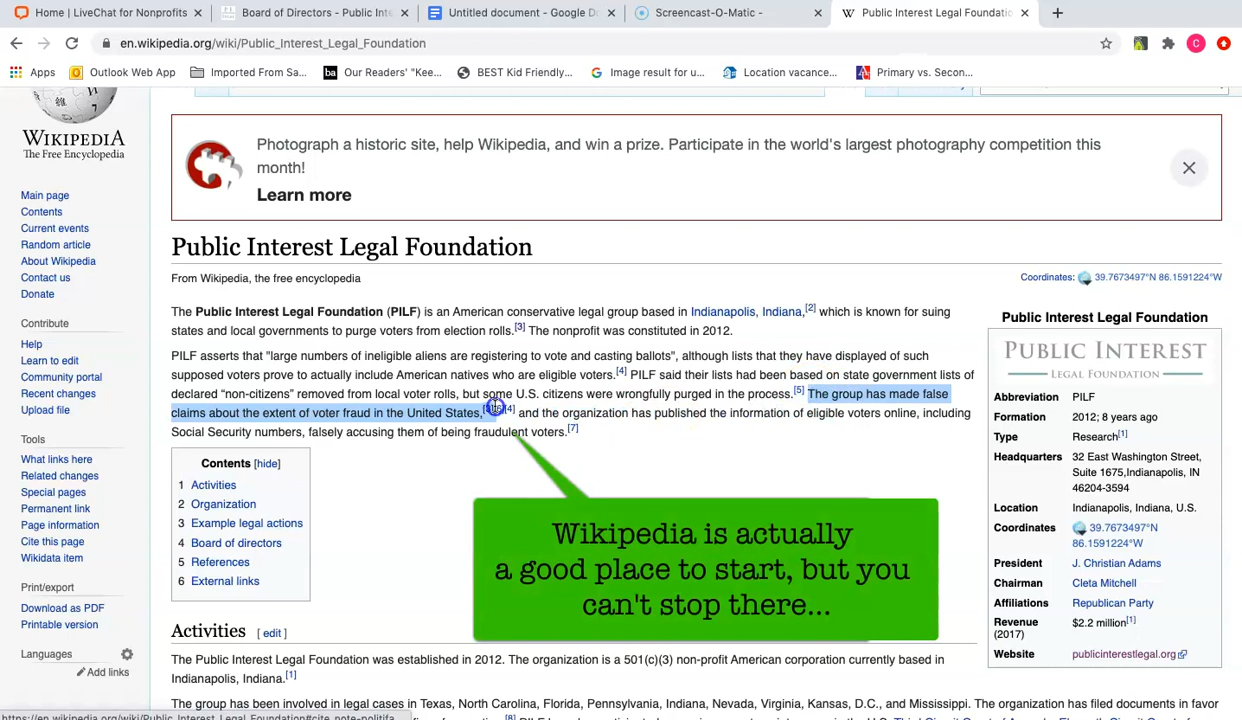 Home | LiveChat for Nonprofits
Board of Directors - Public Inte
Untitled document - Google D
Screencast-O-Matic -
Public Interest Legal Foundatio
en.wikipedia.org/wiki/Public_Interest_Legal_Foundation
Apps
Outlook Web App
Imported From Sa...
Our Readers' "Kee...
BEST Kid Friendly...
Image result for u...
Location vacance...
Primary vs. Secon...
WIKIPEDIA
The Free Encyclopedia
Main page
Contents
Current events
Random article
About Wikipedia
Contact us
Donate
Contribute
Help
Learn to edit
Community portal
Recent changes
Upload file
Tools
What links here
Related changes
Special pages
Permanent link
Page information
Cite this page
Wikidata item
Print/export
Download as PDF
Printable version
Languages
Add links
Photograph a historic site, help Wikipedia, and win a prize. Participate in the world's largest photography competition this
month!
Learn more
Public Interest Legal Foundation
From Wikipedia, the free encyclopedia
Coordinates: 39.7673497°N 86.1591224°W
The Public Interest Legal Foundation (PILF) is an American conservative legal group based in Indianapolis, Indiana,[2] which is known for suing
states and local governments to purge voters from election rolls.[3] The nonprofit was constituted in 2012.
PILF asserts that "large numbers of ineligible aliens are registering to vote and casting ballots", although lists that they have displayed of such
supposed voters prove to actually include American natives who are eligible voters.[4] PILF said their lists had been based on state government lists of
declared “non-citizens” removed from local voter rolls, but some U.S. citizens were wrongfully purged in the process.[5] The group has made false
claims about the extent of voter fraud in the United States, [4] and the organization has published the information of eligible voters online, including
Social Security numbers, falsely accusing them of being fraudulent voters.[7]
Contents [hide]
1 Activities
2 Organization
3 Example legal actions
4 Board of directors
5 References
6 External links
Wikipedia is actually
a good place to start, but you
can't stop there...
Activities [ edit ]
The Public Interest Legal Foundation was established in 2012. The organization is a 501(c)(3) non-profit American corporation currently based in
Indianapolis, Indiana.[1]
The group has been involved in legal cases in Texas, North Carolina, Florida, Pennsylvania, Indiana, Nevada, Virginia, Kansas, D.C., and Mississippi. The organization has filed documents in favor
Public Interest Legal Foundation
PUBLIC INTEREST
LEGAL FOUNDATION
Abbreviation PILF
Formation 2012; 8 years ago
Type Research[1]
Headquarters 32 East Washington Street,
Suite 1675,Indianapolis, IN
46204-3594
Location Indianapolis, Indiana, U.S.
Coordinates 39.7673497°N
86.1591224°W
President J. Christian Adams
Chairman Cleta Mitchell
Affiliations Republican Party
Revenue $2.2 million[1]
(2017)
Website publicinterestlegal.org